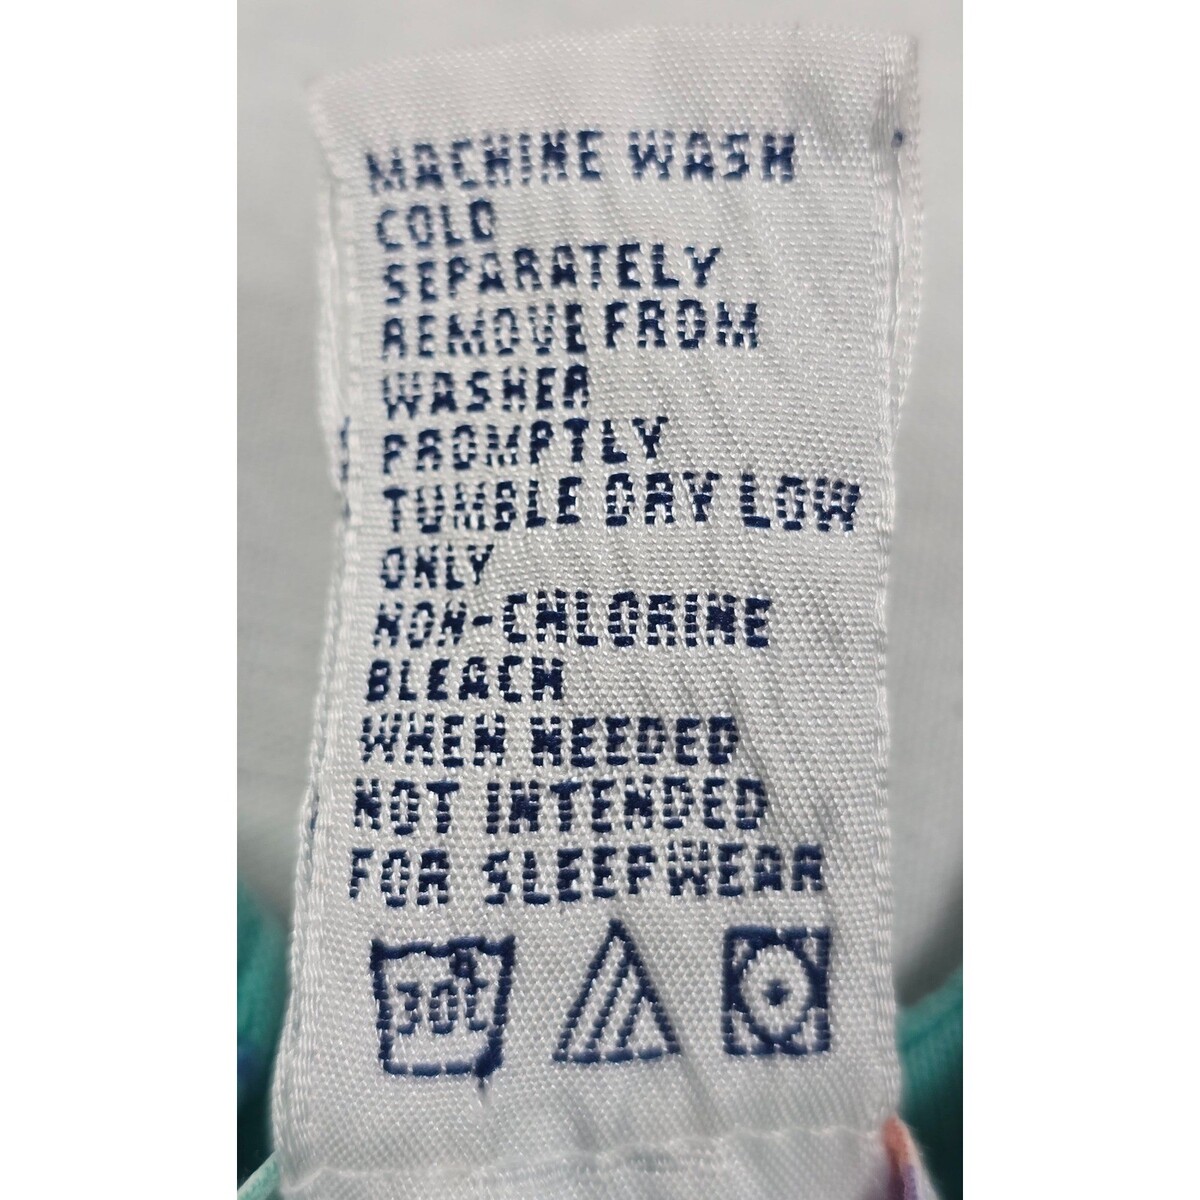 MACHINE WASH
COLD
SEPARATELY
REMOVE FROM
WASHER
PROMPTLY
TUMBLE DRY LOW
ONLY
NON-CHLORINE
BLEACH
WHEN NEEDED
NOT INTENDED
FOR SLEEPWEAR
30°C